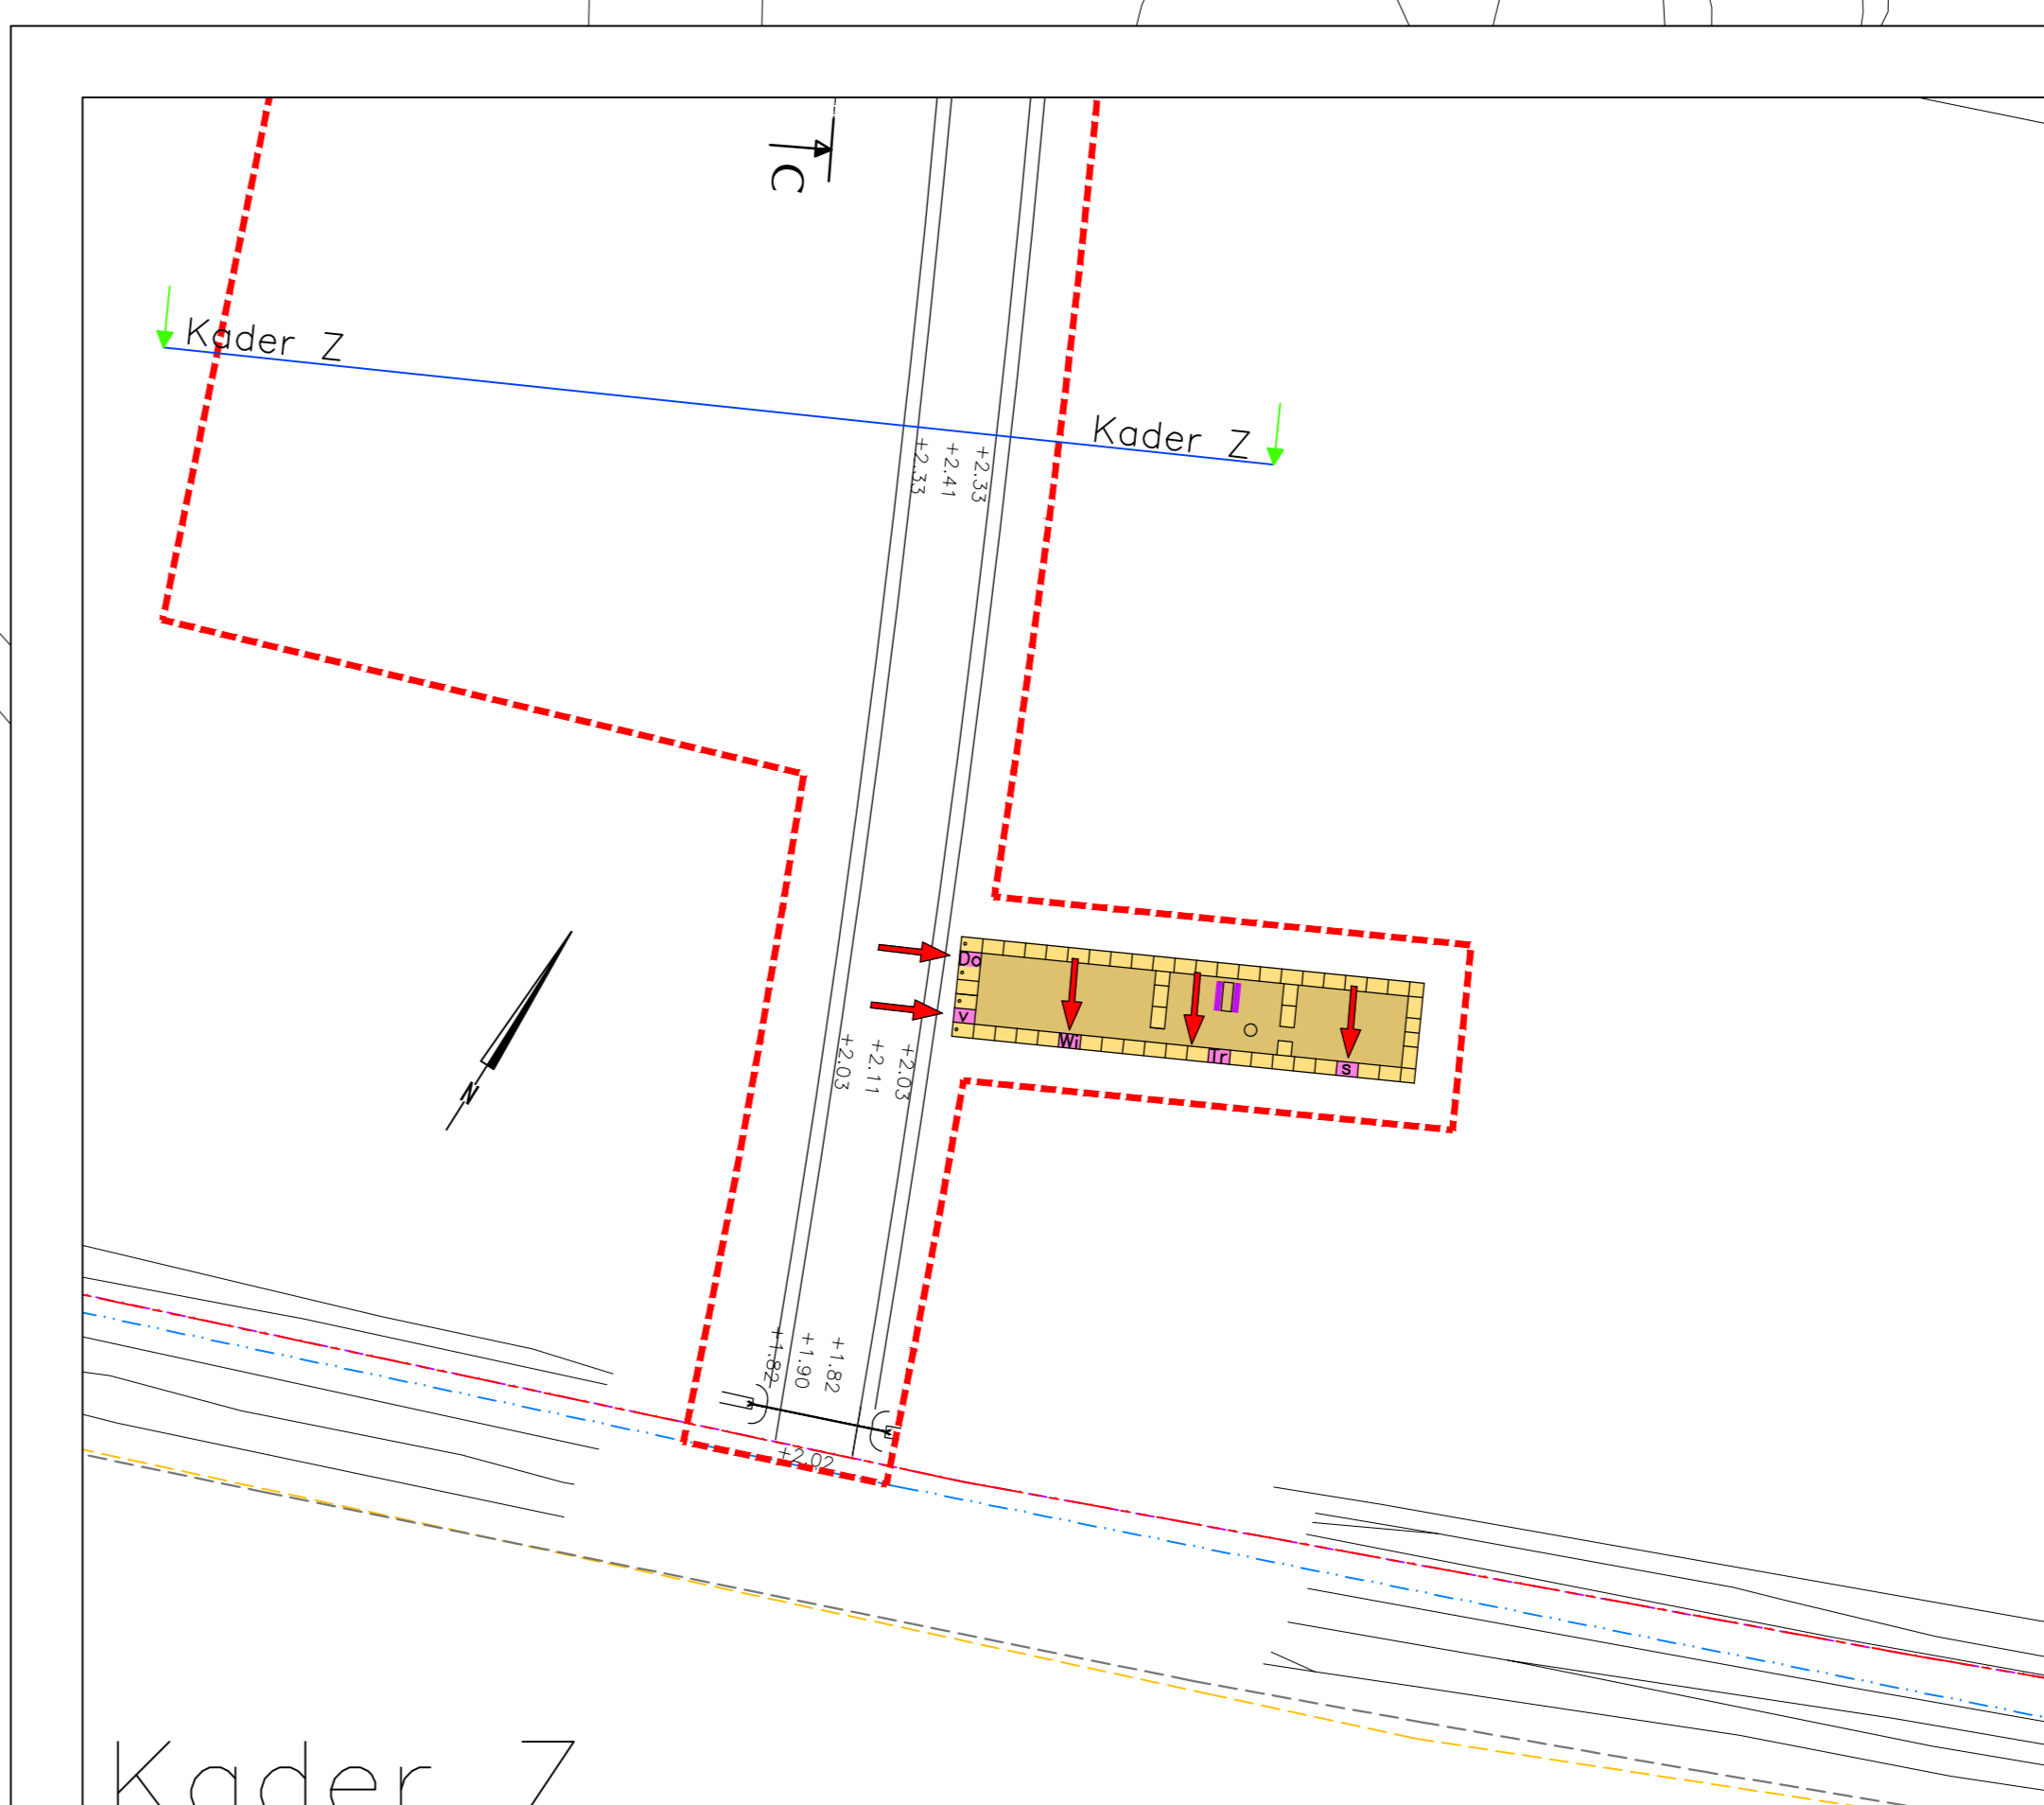 C
Kader Z
Kader Z
+2.33
+2.41
+2.33
Do
V
Wi
Tr
S
+2.03
+2.11
+2.03
N
+1.82
+1.90
+1.82
+2.02
Kader Z